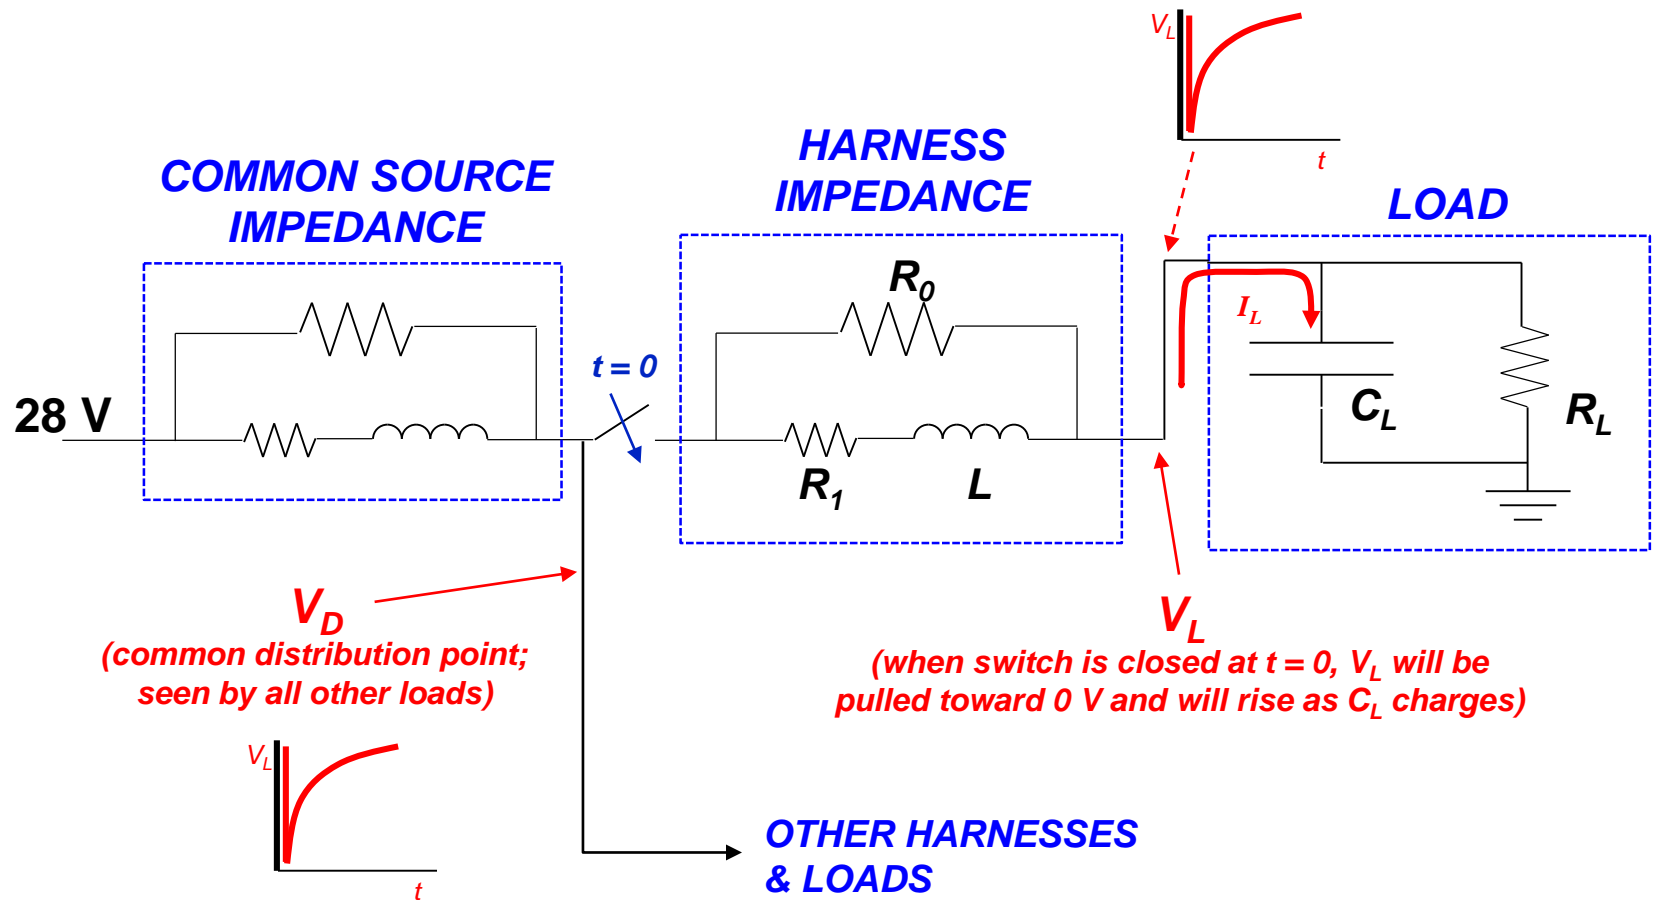 V_L
t
COMMON SOURCE
IMPEDANCE
HARNESS
IMPEDANCE
LOAD
R_0
I_L
t = 0
28 V
C_L
R_L
R_1
L
V_D
(common distribution point;
seen by all other loads)
V_L
(when switch is closed at t = 0, V_L will be
pulled toward 0 V and will rise as C_L charges)
V_L
t
OTHER HARNESSES
& LOADS